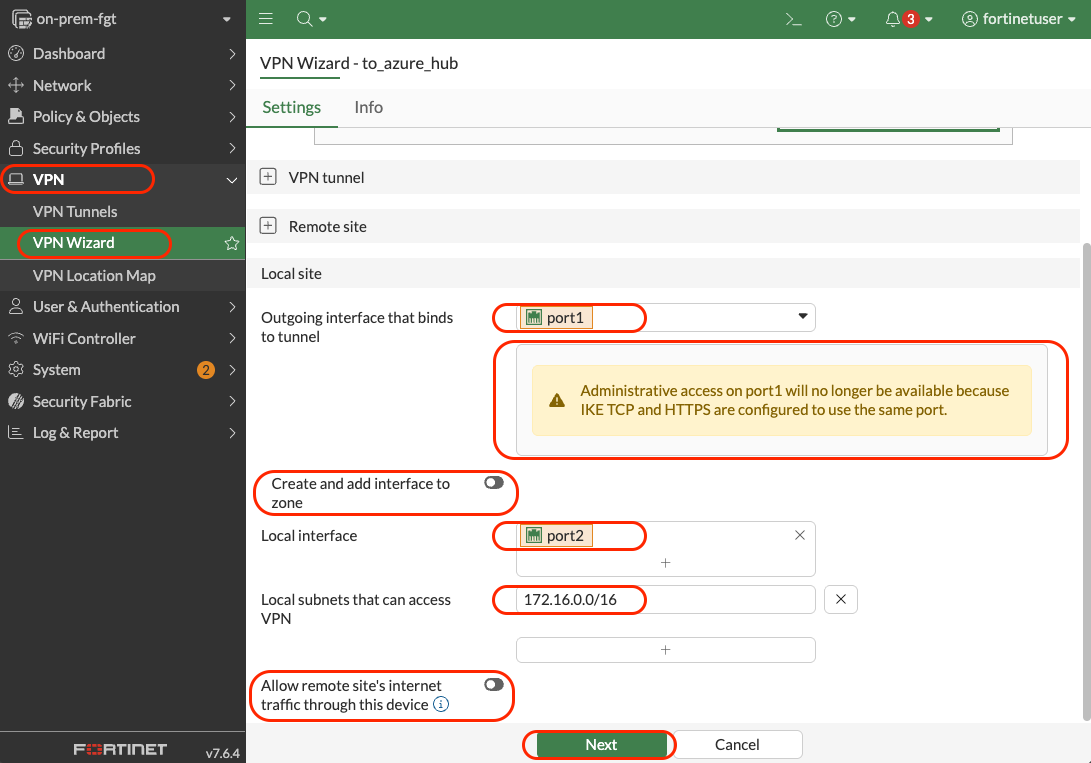 on-prem-fgt
3
fortinetuser
Dashboard
Network
Policy & Objects
Security Profiles
VPN
VPN Tunnels
VPN Wizard
VPN Location Map
User & Authentication
WiFi Controller
System
2
Security Fabric
Log & Report
FORTINET
v7.6.4
VPN Wizard - to_azure_hub
Settings
Info
VPN tunnel
Remote site
Local site
Outgoing interface that binds
to tunnel
port1
Administrative access on port1 will no longer be available because
IKE TCP and HTTPS are configured to use the same port.
Create and add interface to
zone
Local interface
port2
Local subnets that can access
VPN
172.16.0.0/16
Allow remote site's internet
traffic through this device
Next
Cancel